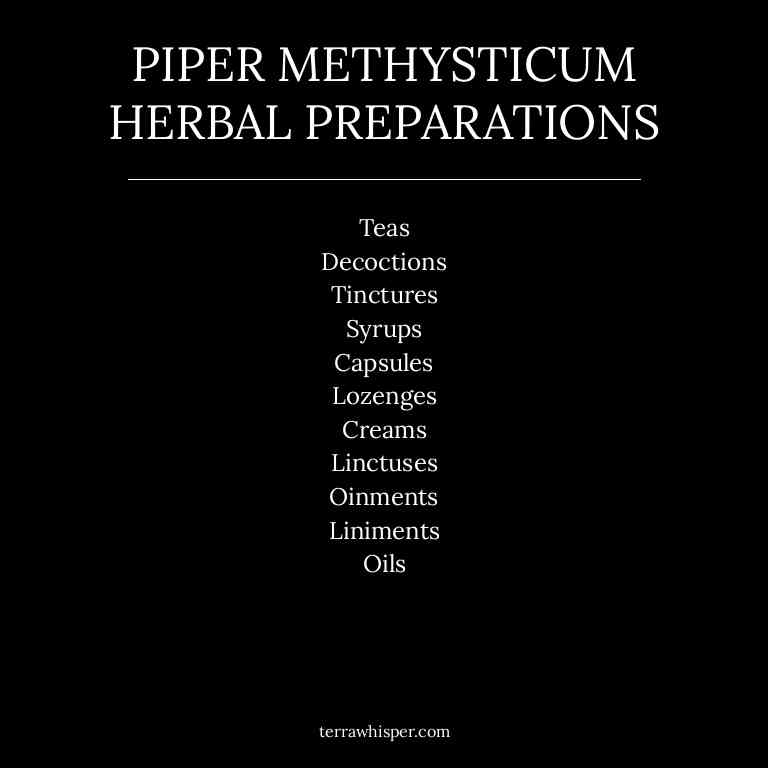 PIPER METHYSTICUM
HERBAL PREPARATIONS
Teas
Decoctions
Tinctures
Syrups
Capsules
Lozenges
Creams
Linctuses
Oinments
Liniments
Oils
terrawhisper.com